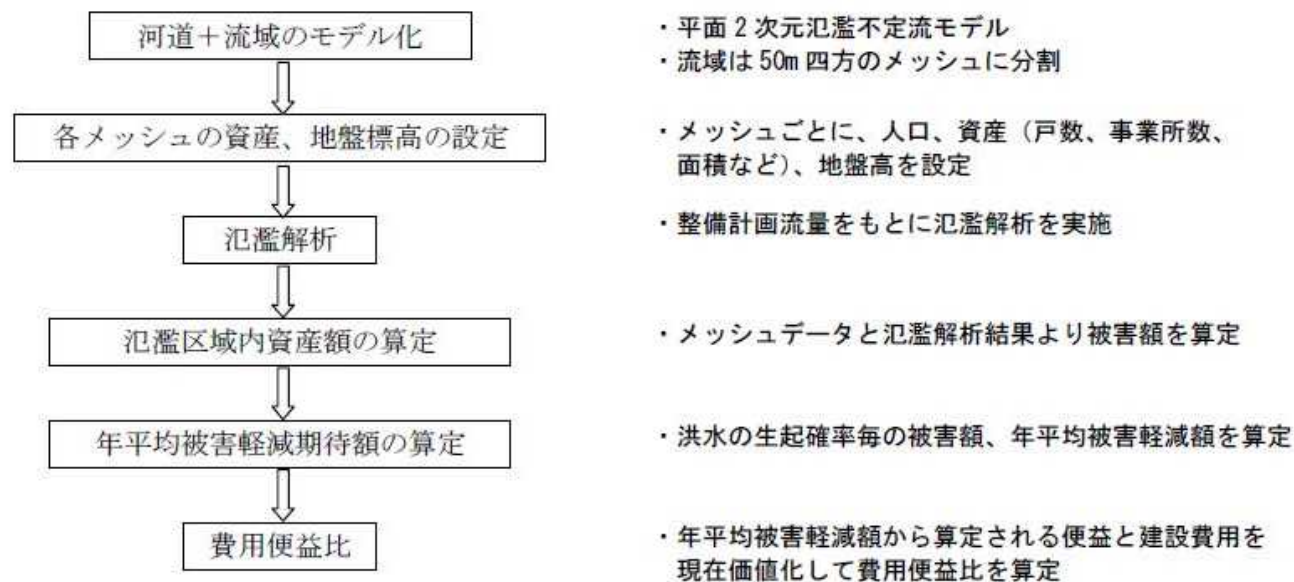 河道＋流域のモデル化
・平面２次元氾濫不定流モデル
・流域は 50m 四方のメッシュに分割
各メッシュの資産、地盤標高の設定
・メッシュごとに、人口、資産（戸数、事業所数、
面積など）、地盤高を設定
氾濫解析
・整備計画流量をもとに氾濫解析を実施
氾濫区域内資産額の算定
・メッシュデータと氾濫解析結果より被害額を算定
年平均被害軽減期待額の算定
・洪水の生起確率毎の被害額、年平均被害軽減額を算定
費用便益比
・年平均被害軽減額から算定される便益と建設費用を
現在価値化して費用便益比を算定